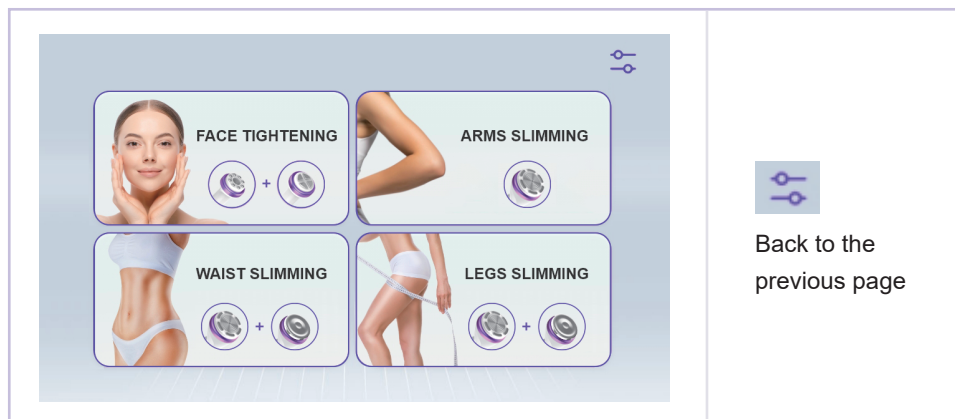 FACE TIGHTENING
+
ARMS SLIMMING
WAIST SLIMMING
+
LEGS SLIMMING
+
Back to the
previous page